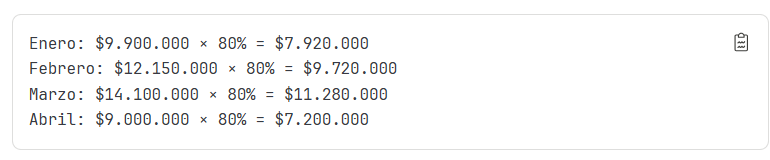 Enero: $9.900.000 × 80% = $7.920.000
Febrero: $12.150.000 × 80% = $9.720.000
Marzo: $14.100.000 × 80% = $11.280.000
Abril: $9.000.000 × 80% = $7.200.000